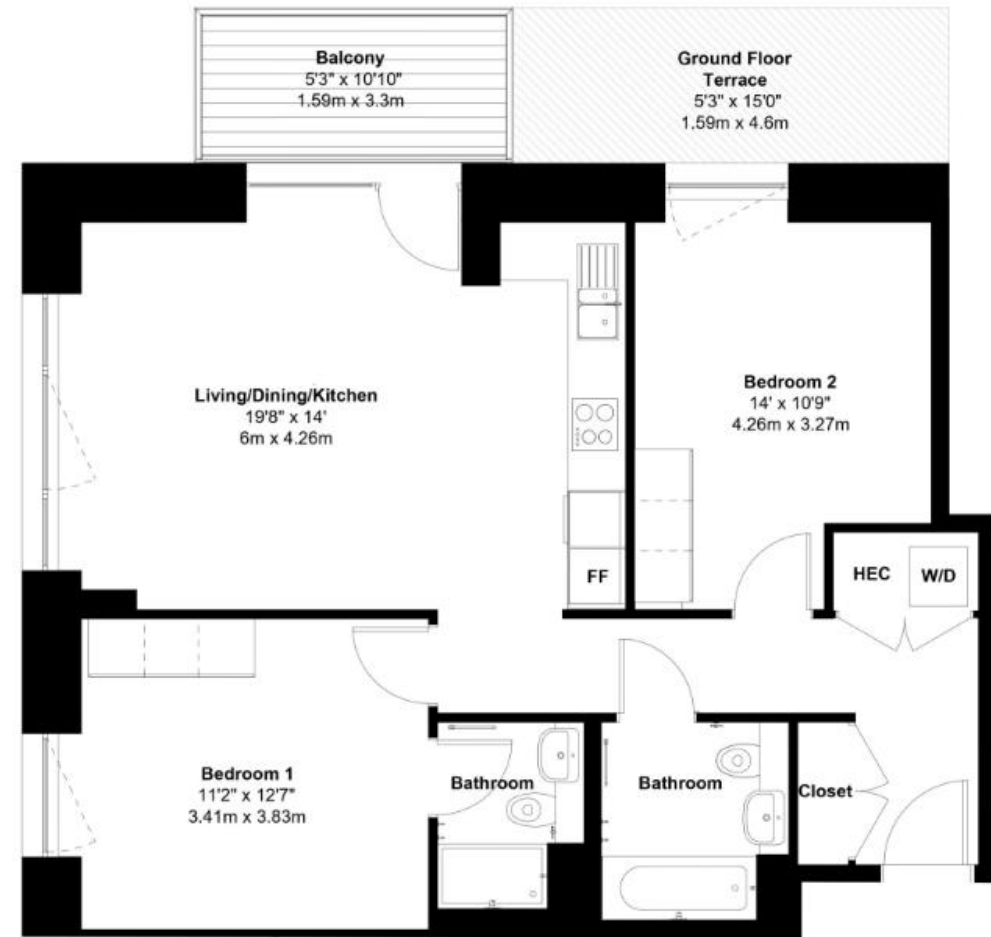 Balcony
5'3" x 10'10"
1.59m x 3.3m
Ground Floor
Terrace
5'3" x 15'0"
1.59m x 4.6m
Living/Dining/Kitchen
19'8" x 14'
6m x 4.26m
Bedroom 2
14' x 10'9"
4.26m x 3.27m
FF
HEC
W/D
Bedroom 1
11'2" x 12'7"
3.41m x 3.83m
Bathroom
Bathroom
Closet